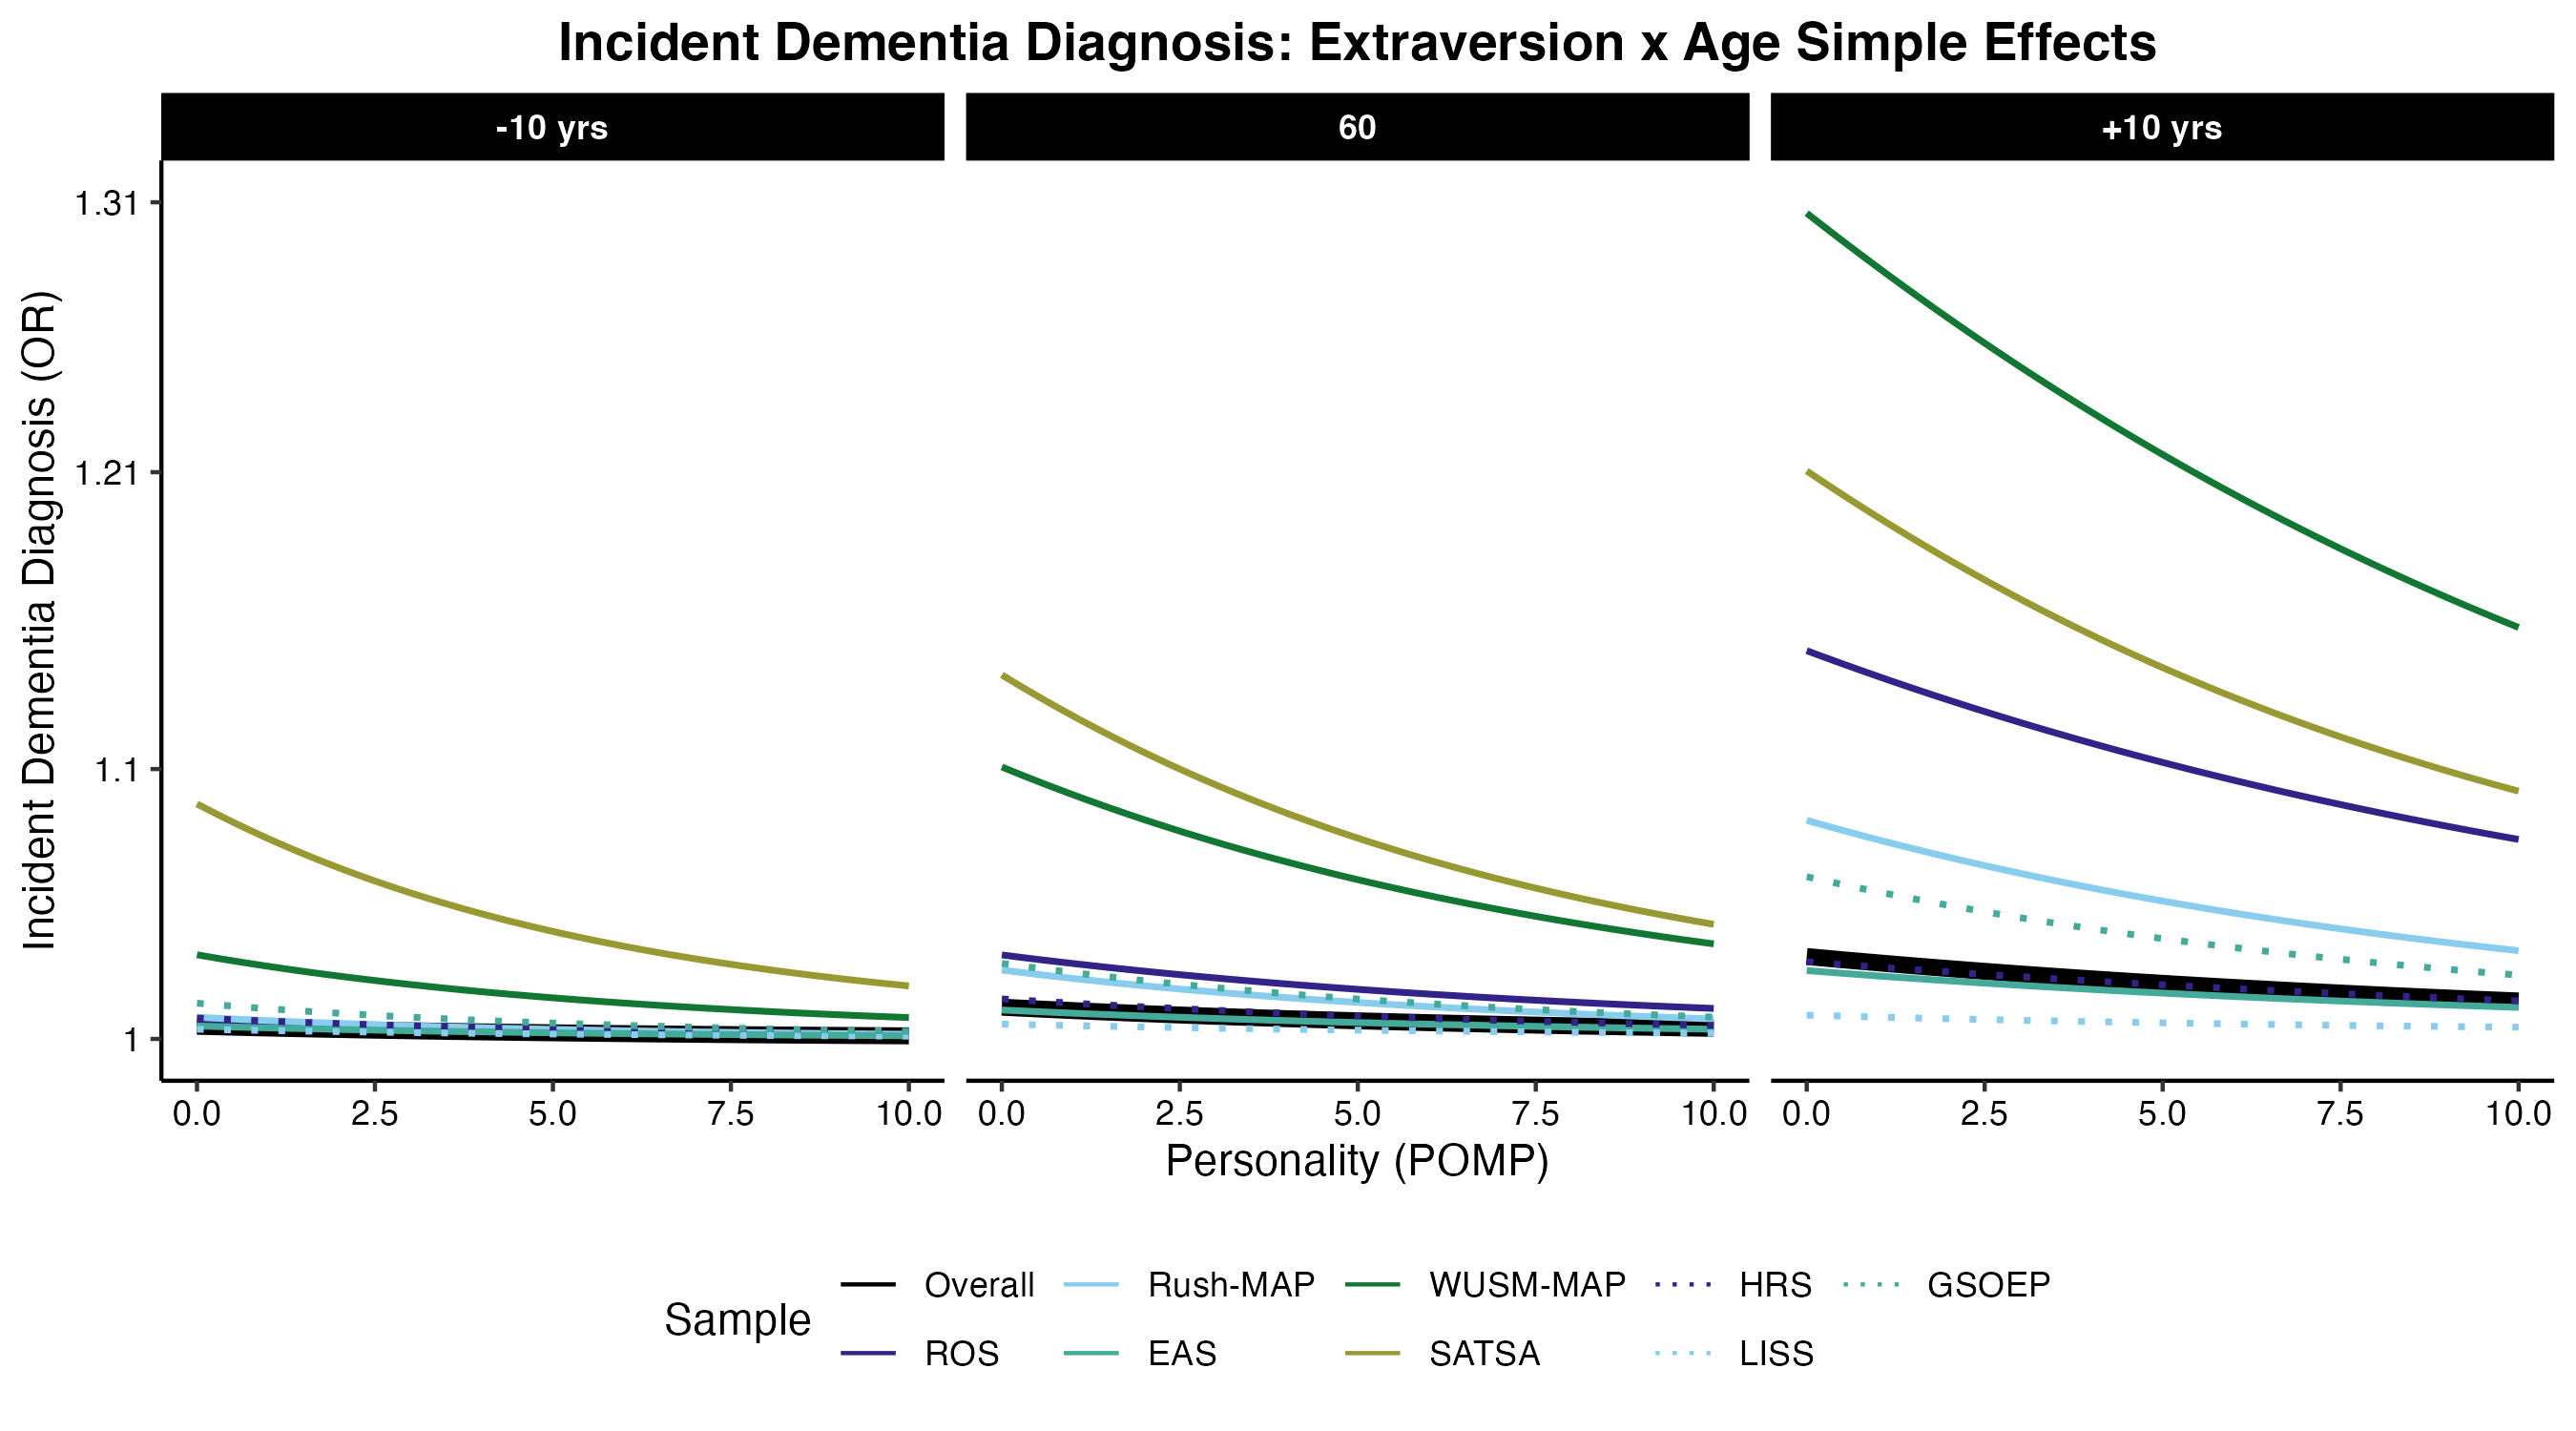 Incident Dementia Diagnosis: Extraversion x Age Simple Effects
-10 yrs
60
+10 yrs
Incident Dementia Diagnosis (OR)
1.31
1.21
1.1
1
0.0 2.5 5.0 7.5 10.0
0.0 2.5 5.0 7.5 10.0
0.0 2.5 5.0 7.5 10.0
Personality (POMP)
Sample
Overall Rush-MAP WUSM-MAP HRS GSOEP
ROS EAS SATSA LISS